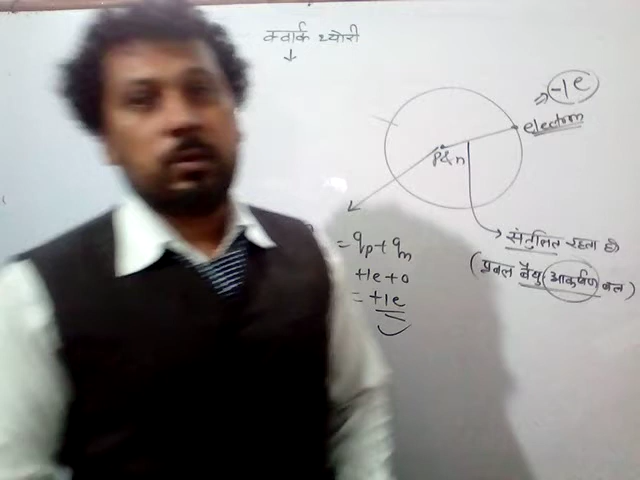 क्वार्क थ्योरी
↓
⇒ -1e
electron
P&n
संतुलित रहता है
= qp + qn
(प्रबल वैद्युत आकर्षण बल)
+1e + 0
= +1e